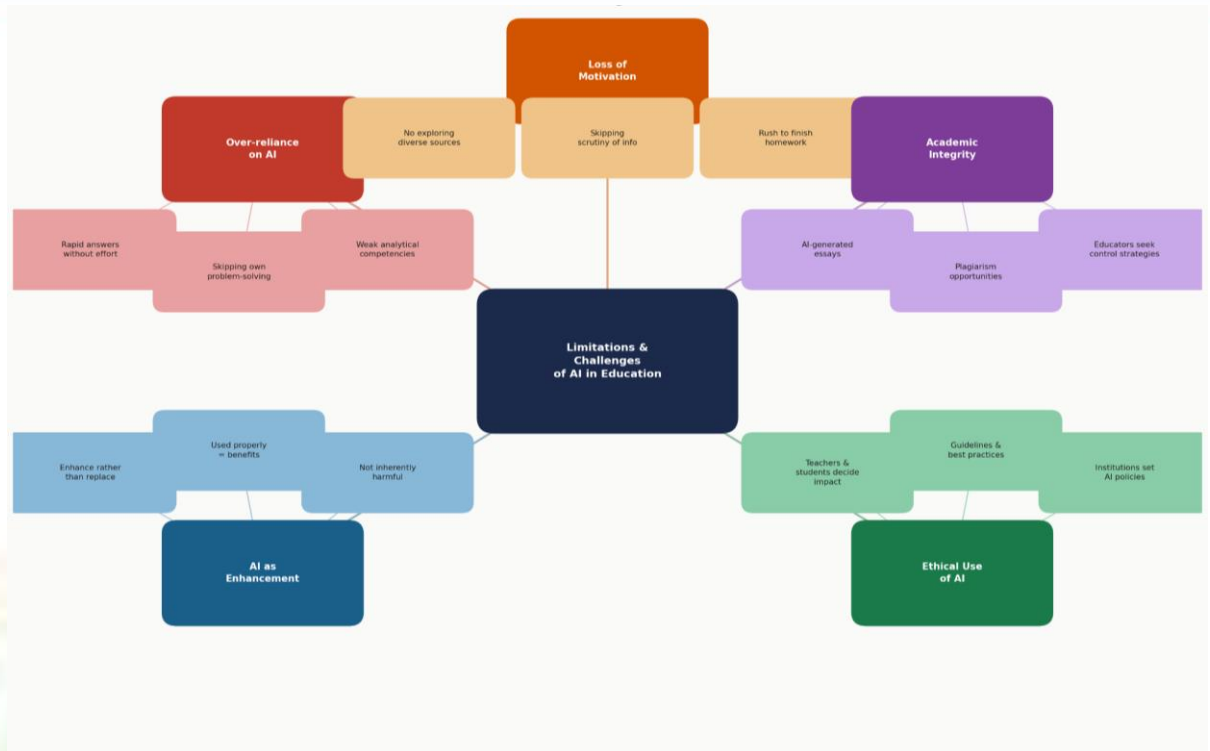 Loss of
Motivation
No exploring
diverse sources
Skipping
scrutiny of info
Rush to finish
homework
Over-reliance
on AI
Academic
Integrity
Rapid answers
without effort
Skipping own
problem-solving
Weak analytical
competencies
AI-generated
essays
Plagiarism
opportunities
Educators seek
control strategies
Limitations &
Challenges
of AI in Education
Enhance rather
than replace
Used properly
= benefits
Not inherently
harmful
Teachers &
students decide
impact
Guidelines &
best practices
Institutions set
AI policies
AI as
Enhancement
Ethical Use
of AI